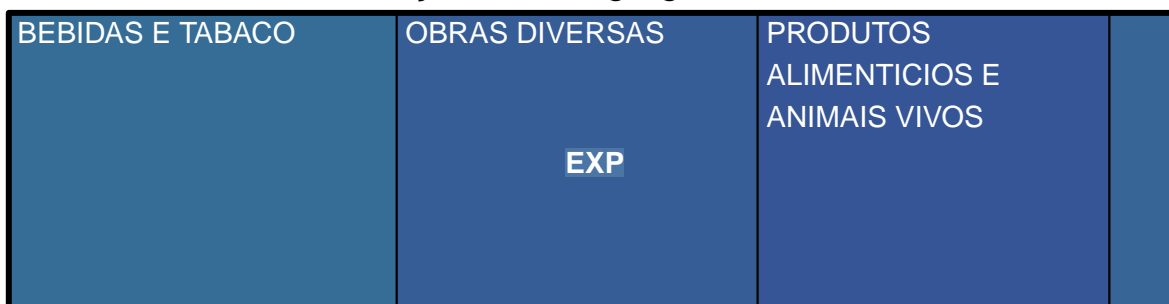 BEBIDAS E TABACO
OBRAS DIVERSAS
PRODUTOS
ALIMENTICIOS E
ANIMAIS VIVOS
EXP